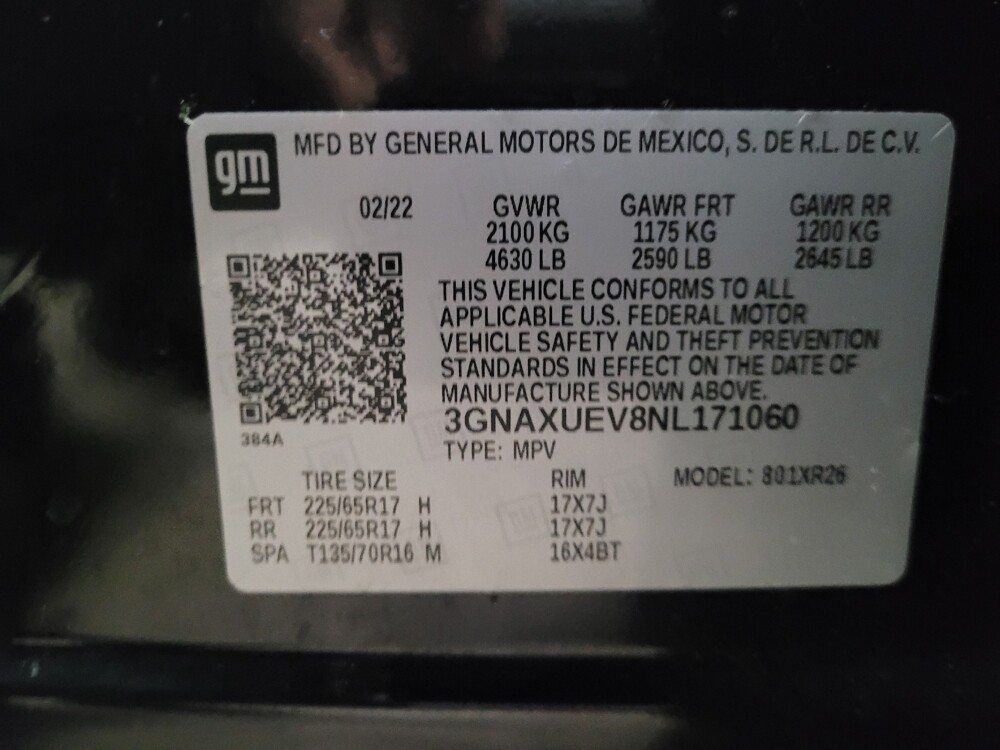 gm
MFD BY GENERAL MOTORS DE MEXICO, S. DE R.L. DE C.V.
02/22 GVWR GAWR FRT GAWR RR
2100 KG 1175 KG 1200 KG
4630 LB 2590 LB 2645 LB
THIS VEHICLE CONFORMS TO ALL
APPLICABLE U.S. FEDERAL MOTOR
VEHICLE SAFETY AND THEFT PREVENTION
STANDARDS IN EFFECT ON THE DATE OF
MANUFACTURE SHOWN ABOVE.
3GNAXUEV8NL171060
384A
TYPE: MPV
TIRE SIZE RIM MODEL: 801XR26
FRT 225/65R17 H 17X7J
RR 225/65R17 H 17X7J
SPA T135/70R16 M 16X4BT